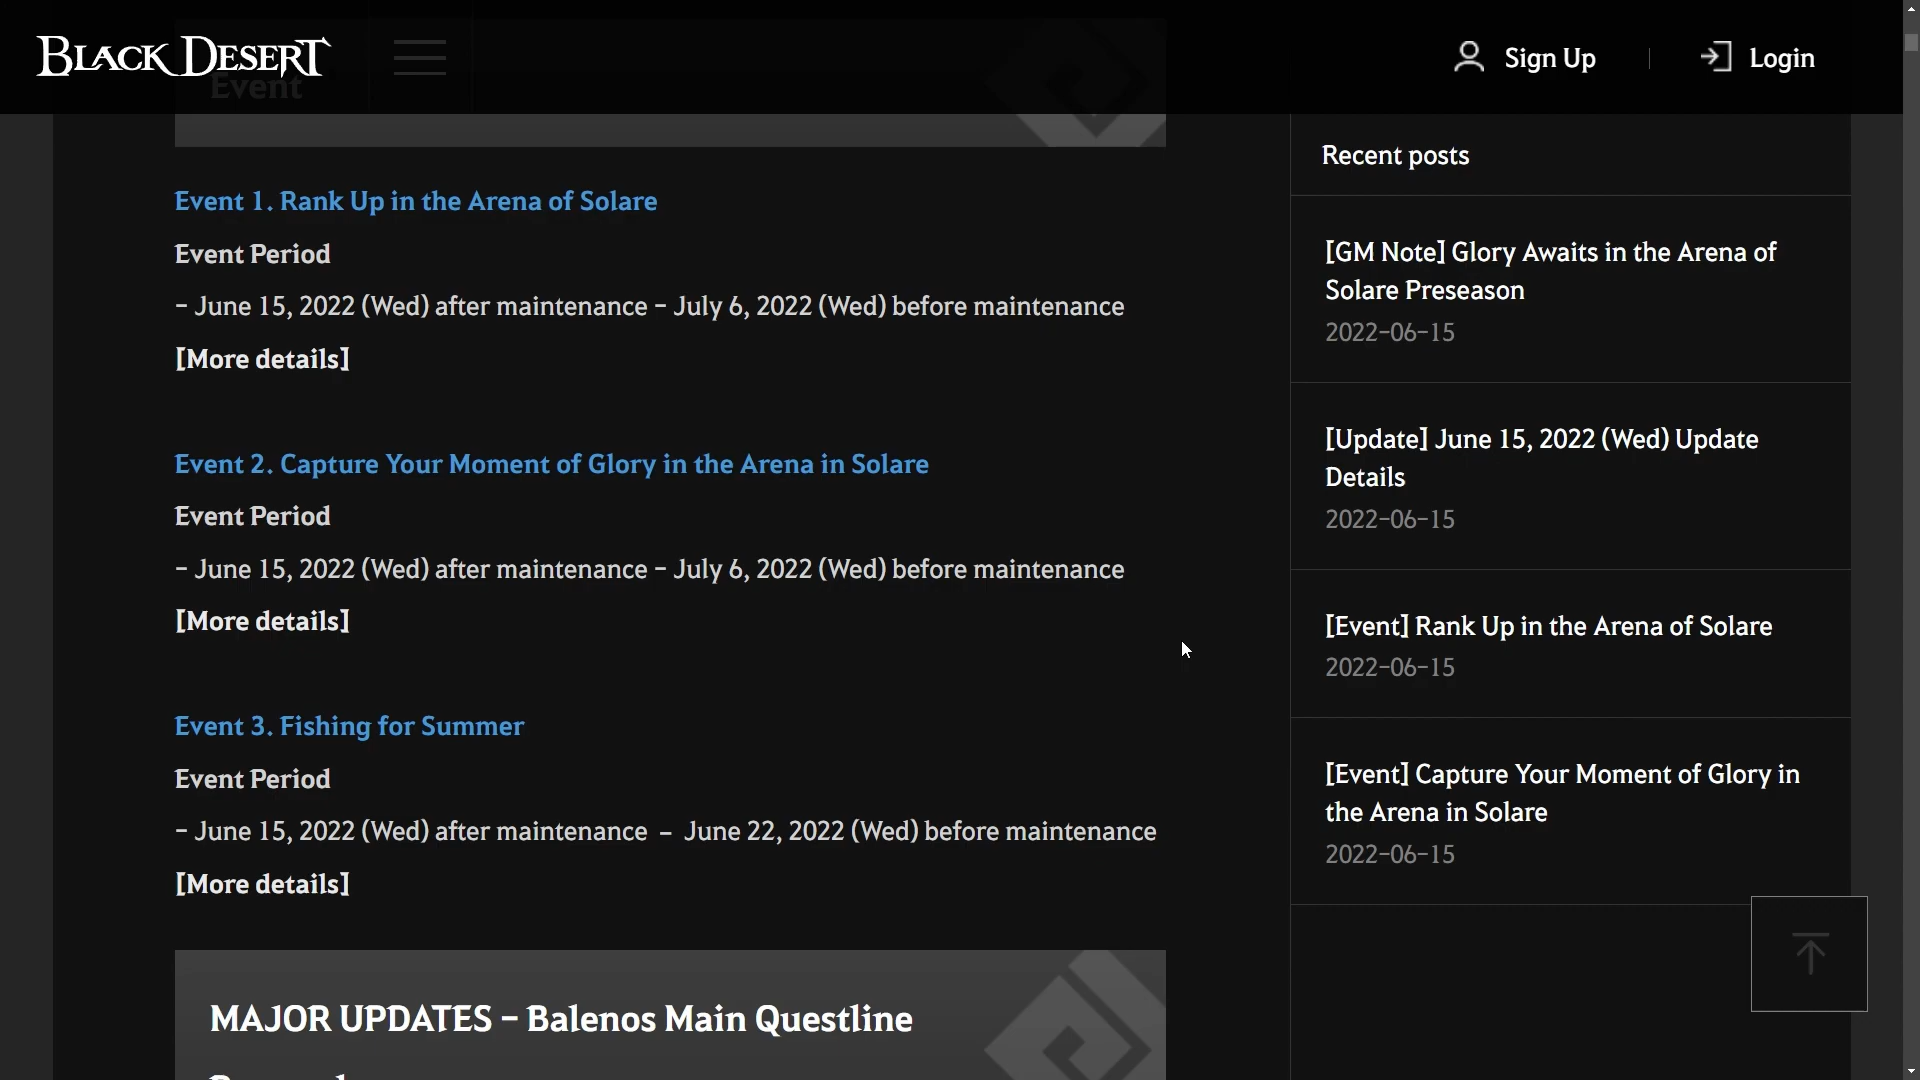 BLACK DESERT
Sign Up
Login
Event
Event 1. Rank Up in the Arena of Solare
Event Period
– June 15, 2022 (Wed) after maintenance – July 6, 2022 (Wed) before maintenance
[More details]
Event 2. Capture Your Moment of Glory in the Arena in Solare
Event Period
– June 15, 2022 (Wed) after maintenance – July 6, 2022 (Wed) before maintenance
[More details]
Event 3. Fishing for Summer
Event Period
– June 15, 2022 (Wed) after maintenance – June 22, 2022 (Wed) before maintenance
[More details]
MAJOR UPDATES – Balenos Main Questline
Recent posts
[GM Note] Glory Awaits in the Arena of
Solare Preseason
2022-06-15
[Update] June 15, 2022 (Wed) Update
Details
2022-06-15
[Event] Rank Up in the Arena of Solare
2022-06-15
[Event] Capture Your Moment of Glory in
the Arena in Solare
2022-06-15